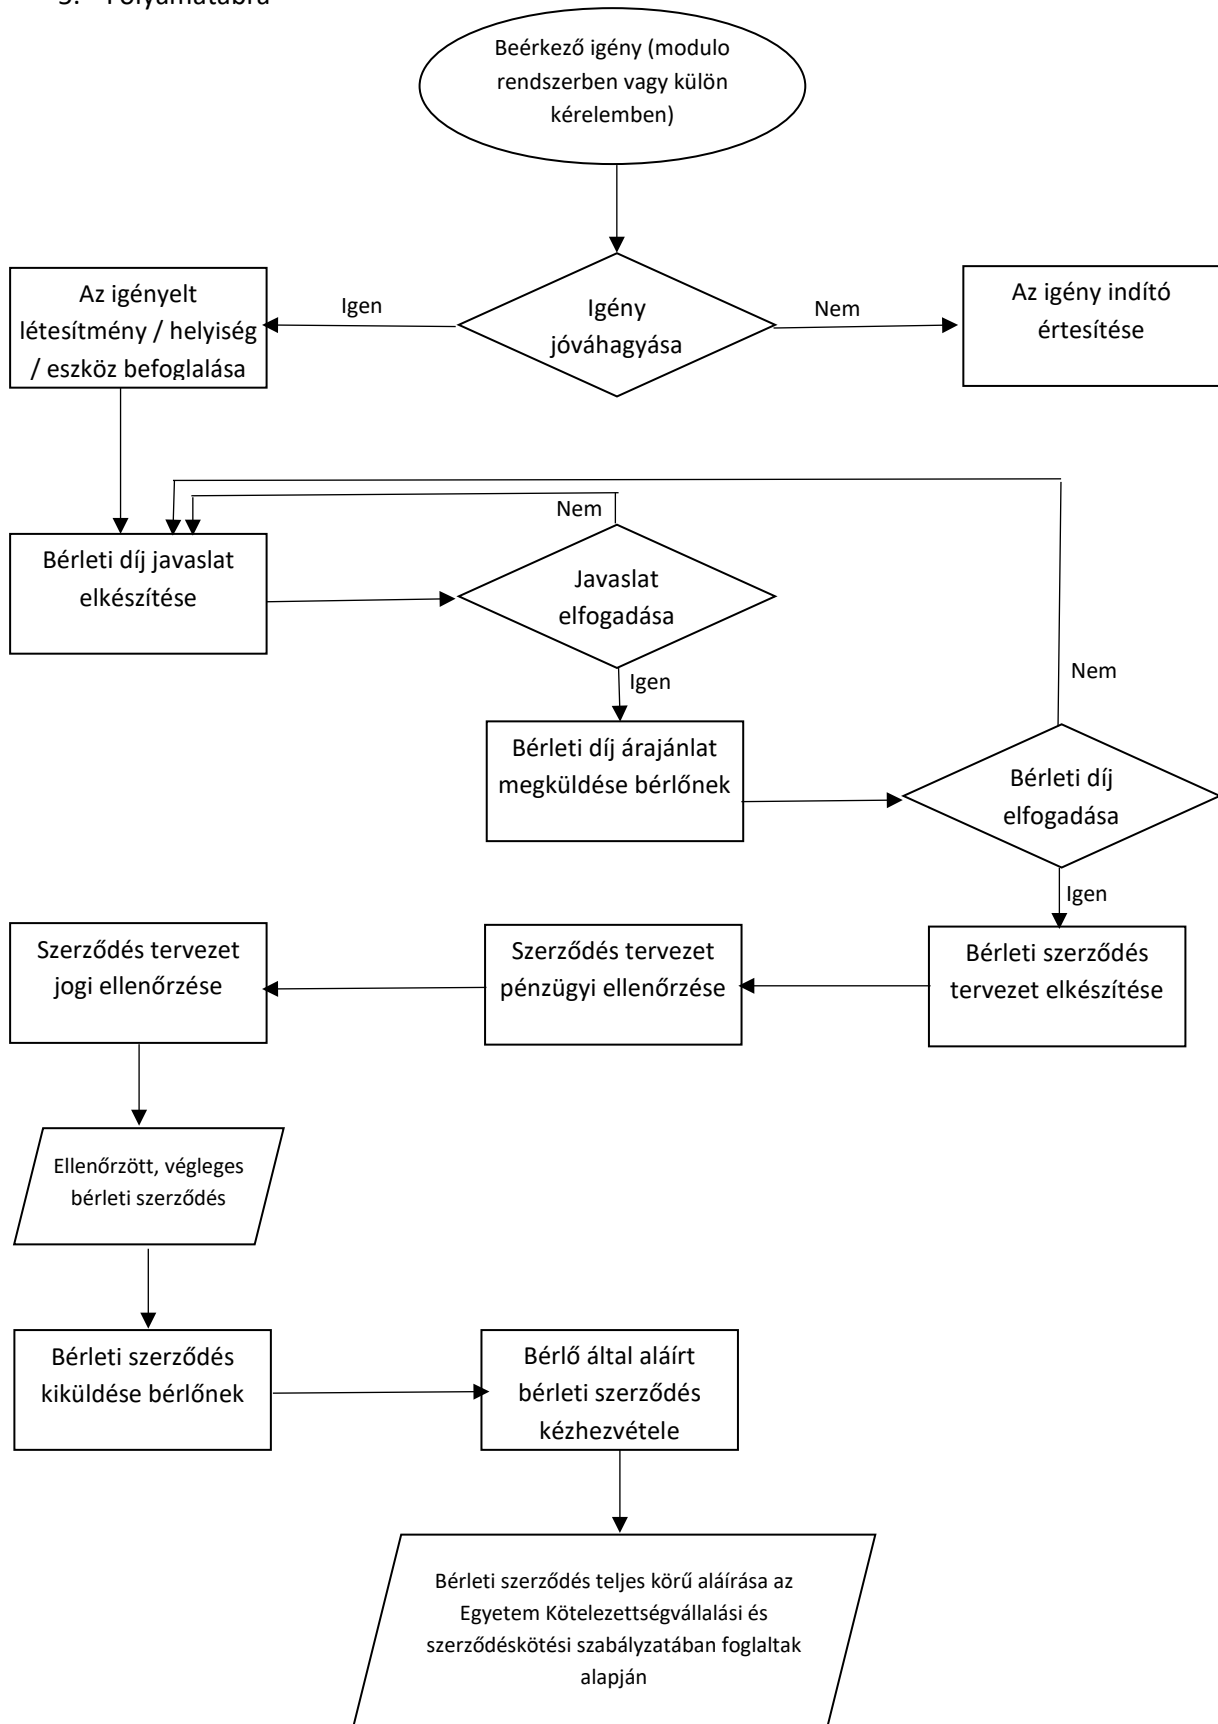 Beérkező igény (modulo
rendszerben vagy külön
kérelemben)
Az igényelt
létesítmény / helyiség
/ eszköz befoglalása
Igen
Igény
jóváhagyása
Nem
Az igény indító
értesítése
Nem
Bérleti díj javaslat
elkészítése
Javaslat
elfogadása
Igen
Nem
Bérleti díj árajánlat
megküldése bérlőnek
Bérleti díj
elfogadása
Igen
Szerződés tervezet
jogi ellenőrzése
Szerződés tervezet
pénzügyi ellenőrzése
Bérleti szerződés
tervezet elkészítése
Ellenőrzött, végleges
bérleti szerződés
Bérleti szerződés
kiküldése bérlőnek
Bérlő által aláírt
bérleti szerződés
kézhezvétele
Bérleti szerződés teljes körű aláírása az
Egyetem Kötelezettségvállalási és
szerződéskötési szabályzatában foglaltak
alapján